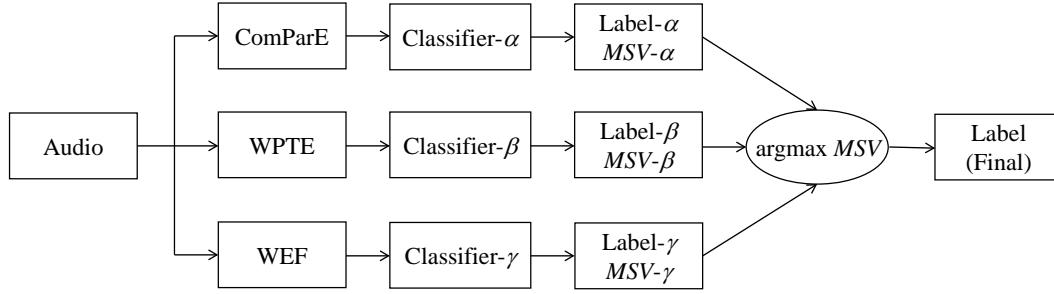 Audio
ComParE
Classifier-α
Label-α
MSV-α
WPTE
Classifier-β
Label-β
MSV-β
WEF
Classifier-γ
Label-γ
MSV-γ
argmax MSV
Label
(Final)